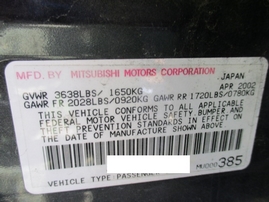 MFD. BY MITSUBISHI MOTORS CORPORATION JAPAN
GVWR 3638LBS/ 1650KG APR 2002
GAWR FR 2028LBS/0920KG GAWR RR 1720LBS/0780KG
THIS VEHICLE CONFORMS TO ALL APPLICABLE
FEDERAL MOTOR VEHICLE SAFETY, BUMPER, AND
THEFT PREVENTION STANDARDS IN EFFECT ON
THE DATE OF MANUFACTURE SHOWN ABOVE.
385
VEHICLE TYPE PASSENGER